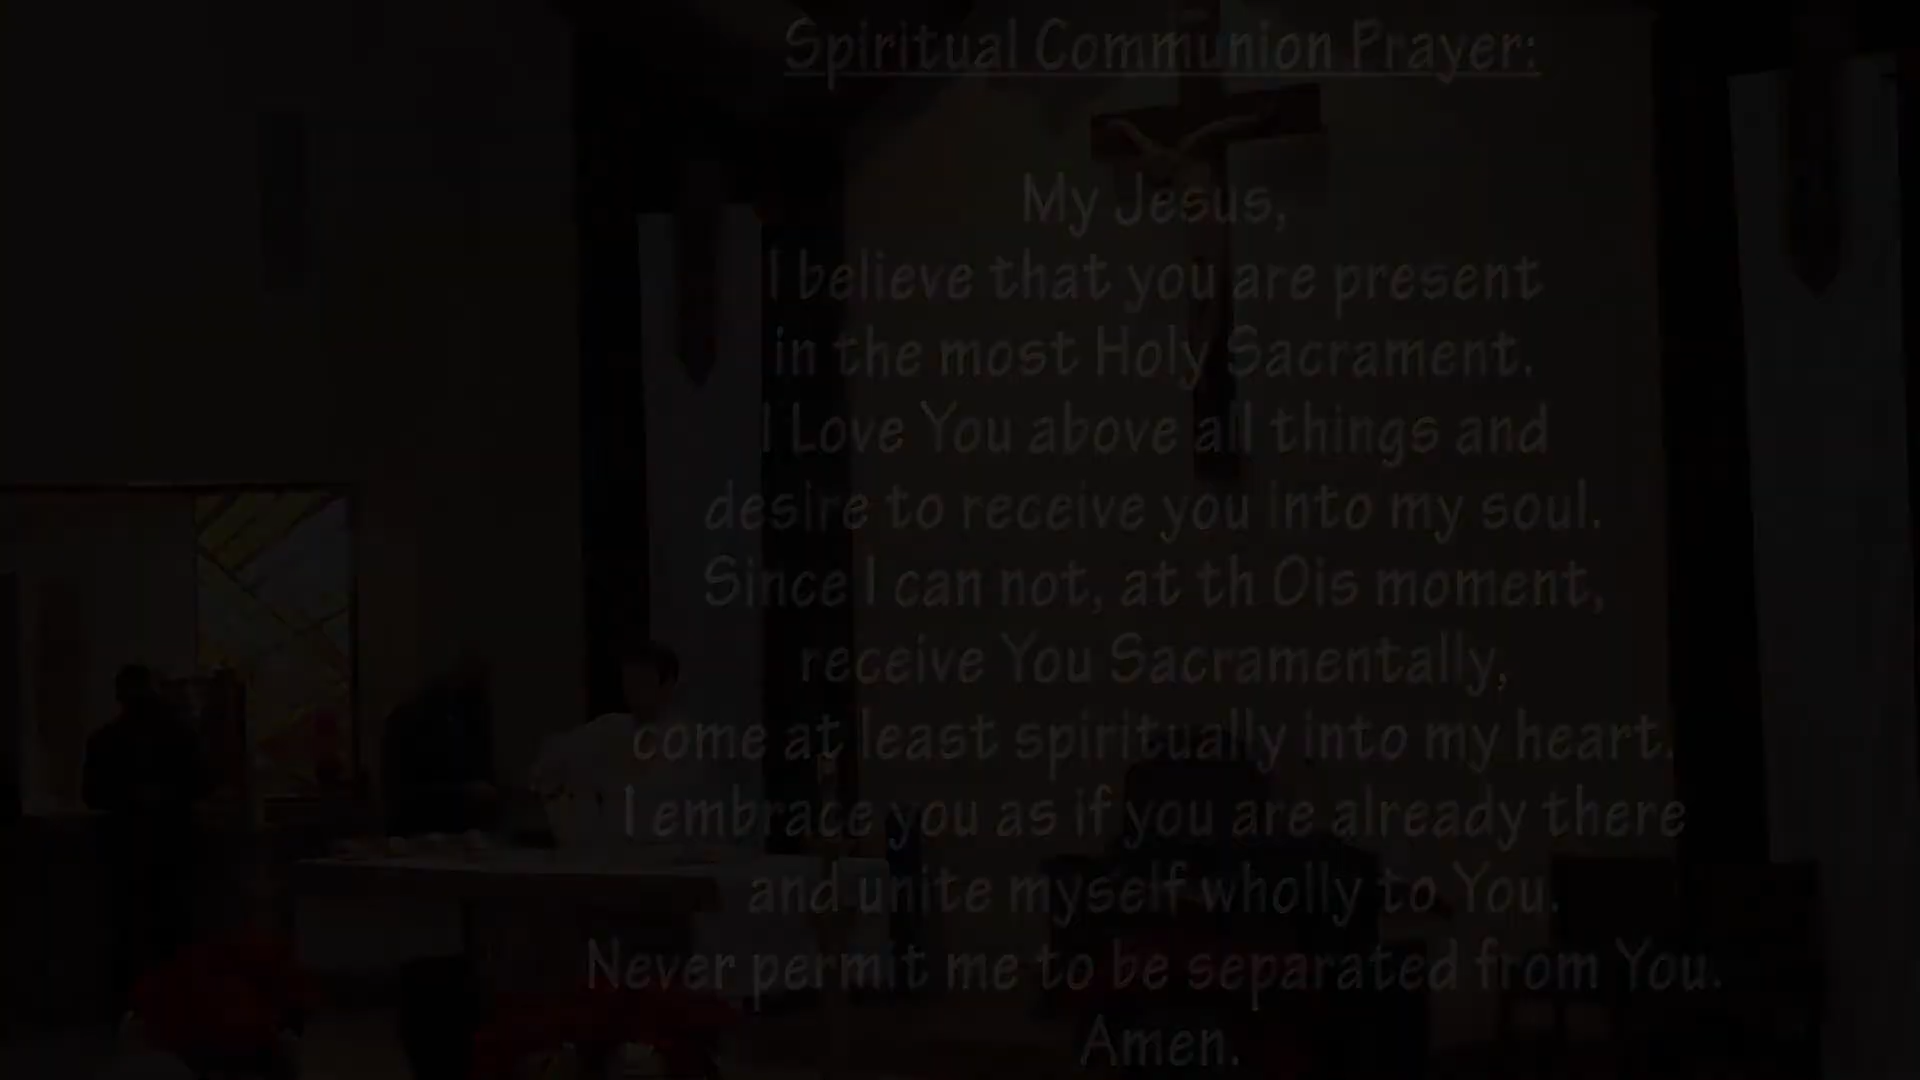 Spiritual Communion Prayer:
My Jesus,
I believe that you are present
in the most Holy Sacrament.
I Love You above all things and
desire to receive you into my soul.
Since I can not, at th Ois moment,
receive You Sacramentally,
come at least spiritually into my heart.
I embrace you as if you are already there
and unite myself wholly to You.
Never permit me to be separated from You.
Amen.